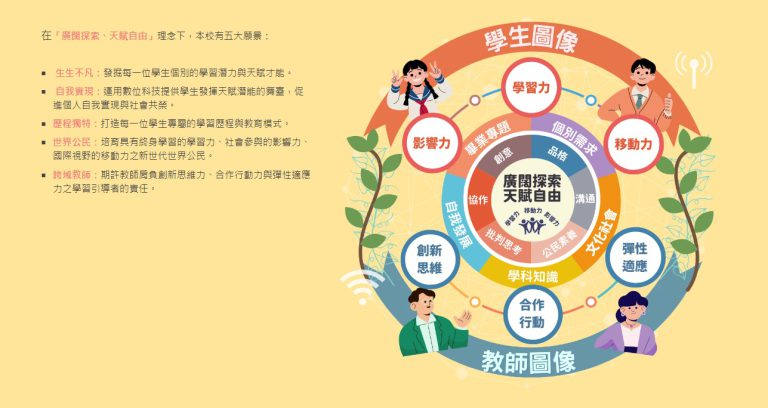 在「廣闊探索、天賦自由」理念下，本校有五大願景：
▪ 生生不凡：發掘每一位學生個別的學習潛力與天賦才能。
▪ 自我實現：運用數位科技提供學生發揮天賦潛能的舞臺，促
進個人自我實現與社會共榮。
▪ 歷程獨特：打造每一位學生專屬的學習歷程與教育模式。
▪ 世界公民：培育具有終身學習的學習力、社會參與的影響力、
國際視野的移動力之新世代世界公民。
▪ 跨域教師：期許教師肩負創新思維力、合作行動力與彈性適應
力之學習引導者的責任。
學生圖像
學習力
影響力
移動力
畢業專題
個別需求
創意
品格
廣闊探索
天賦自由
協作
溝通
學習力
移動力
影響力
自我發展
文化社會
批判思考
公民素養
創新
思維
彈性
適應
學科知識
合作
行動
教師圖像